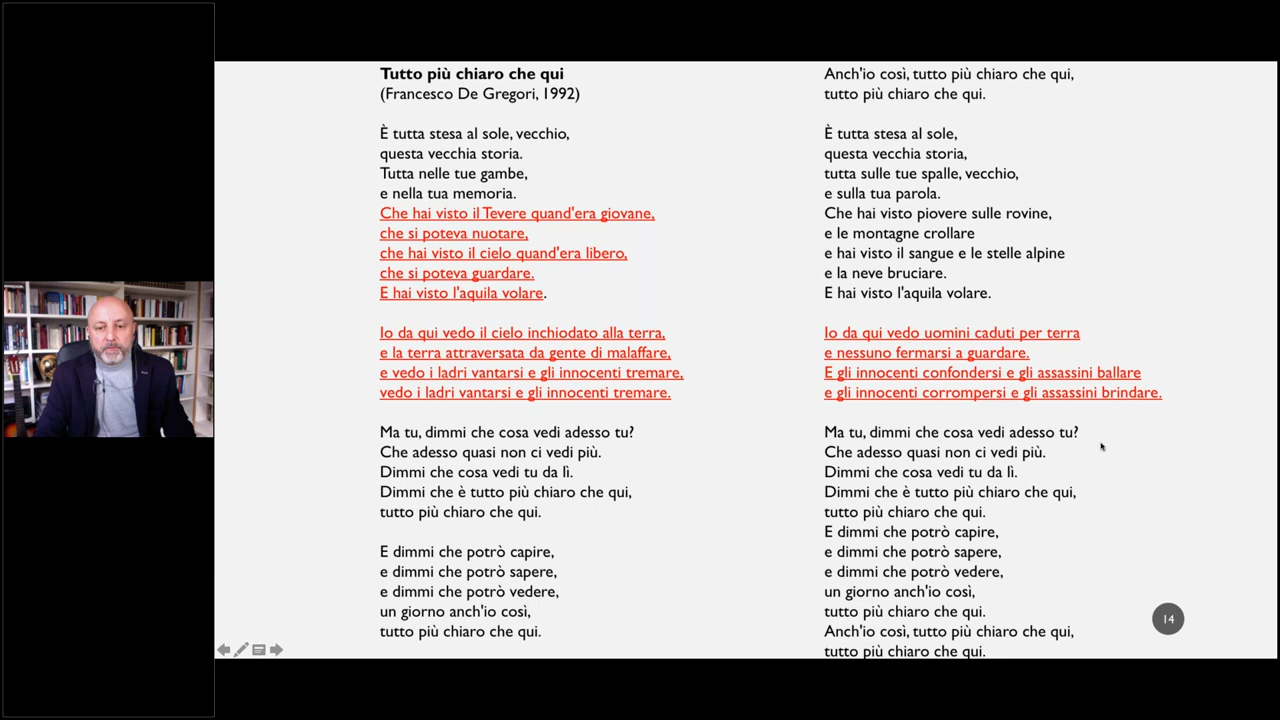 Tutto più chiaro che qui
(Francesco De Gregori, 1992)
È tutta stesa al sole, vecchio,
questa vecchia storia.
Tutta nelle tue gambe,
e nella tua memoria.
Che hai visto il Tevere quand'era giovane,
che si poteva nuotare,
che hai visto il cielo quand'era libero,
che si poteva guardare.
E hai visto l'aquila volare.
Io da qui vedo il cielo inchiodato alla terra,
e la terra attraversata da gente di malaffare,
e vedo i ladri vantarsi e gli innocenti tremare,
vedo i ladri vantarsi e gli innocenti tremare.
Ma tu, dimmi che cosa vedi adesso tu?
Che adesso quasi non ci vedi più.
Dimmi che cosa vedi tu da lì.
Dimmi che è tutto più chiaro che qui,
tutto più chiaro che qui.
E dimmi che potrò capire,
e dimmi che potrò sapere,
e dimmi che potrò vedere,
un giorno anch'io così,
tutto più chiaro che qui.
Anch'io così, tutto più chiaro che qui,
tutto più chiaro che qui.
È tutta stesa al sole,
questa vecchia storia,
tutta sulle tue spalle, vecchio,
e sulla tua parola.
Che hai visto piovere sulle rovine,
e le montagne crollare
e hai visto il sangue e le stelle alpine
e la neve bruciare.
E hai visto l'aquila volare.
Io da qui vedo uomini caduti per terra
e nessuno fermarsi a guardare.
E gli innocenti confondersi e gli assassini ballare
e gli innocenti corrompersi e gli assassini brindare.
Ma tu, dimmi che cosa vedi adesso tu?
Che adesso quasi non ci vedi più.
Dimmi che cosa vedi tu da lì.
Dimmi che è tutto più chiaro che qui,
tutto più chiaro che qui.
E dimmi che potrò capire,
e dimmi che potrò sapere,
e dimmi che potrò vedere,
un giorno anch'io così,
tutto più chiaro che qui.
Anch'io così, tutto più chiaro che qui,
tutto più chiaro che qui.
14